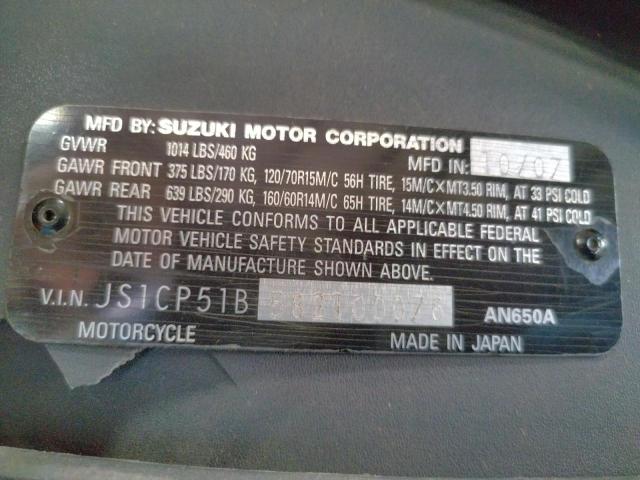 MFD BY: SUZUKI MOTOR CORPORATION
GVWR 1014 LBS/460 KG MFD IN: 10/07
GAWR FRONT 375 LBS/170 KG, 120/70R15M/C 56H TIRE, 15M/C×MT3.50 RIM, AT 33 PSI COLD
GAWR REAR 639 LBS/290 KG, 160/60R14M/C 65H TIRE, 14M/C×MT4.50 RIM, AT 41 PSI COLD
THIS VEHICLE CONFORMS TO ALL APPLICABLE FEDERAL
MOTOR VEHICLE SAFETY STANDARDS IN EFFECT ON THE
DATE OF MANUFACTURE SHOWN ABOVE.
V.I.N. JS1CP51B AN650A
MOTORCYCLE MADE IN JAPAN